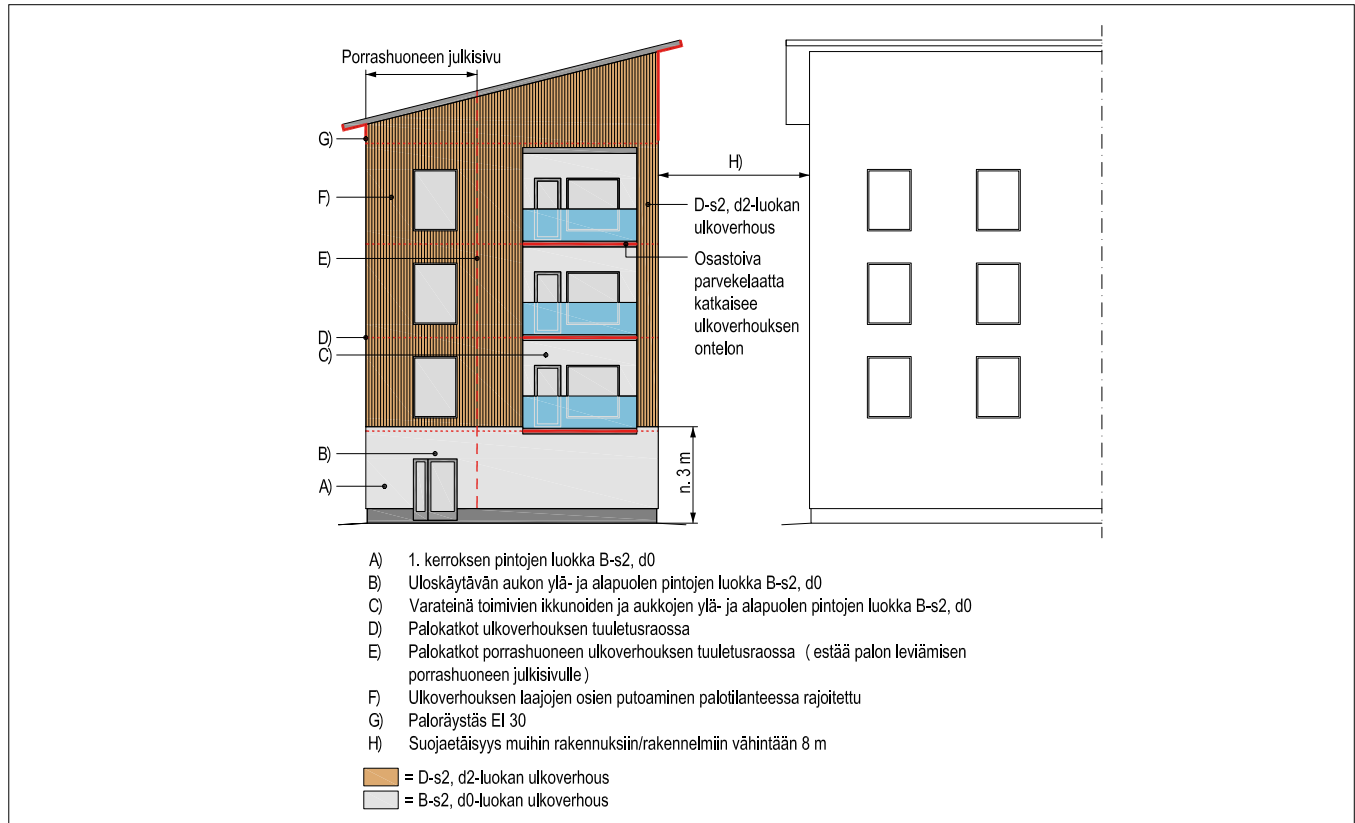 Porrashuoneen julkisivu
G)
H)
F)
D-s2, d2-luokan
ulkoverhous
E)
Osastoiva
parvekelaatta
katkaisee
ulkoverhouksen
ontelon
D)
C)
B)
n. 3 m
A)
A) 1. kerroksen pintojen luokka B-s2, d0
B) Uloskäytävän aukon ylä- ja alapuolen pintojen luokka B-s2, d0
C) Varateinä toimivien ikkunoiden ja aukkojen ylä- ja alapuolen pintojen luokka B-s2, d0
D) Palokatkot ulkoverhouksen tuuletusraossa
E) Palokatkot porrashuoneen ulkoverhouksen tuuletusraossa ( estää palon leviämisen
porrashuoneen julkisivulle )
F) Ulkoverhouksen laajojen osien putoaminen palotilanteessa rajoitettu
G) Paloräystäs EI 30
H) Suojaetäisyys muihin rakennuksiin/rakennelmiin vähintään 8 m
= D-s2, d2-luokan ulkoverhous
= B-s2, d0-luokan ulkoverhous